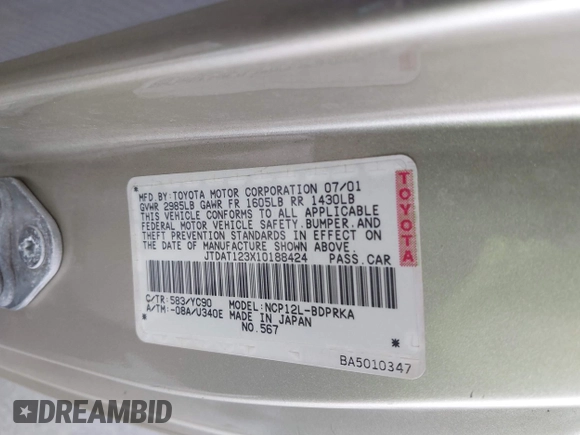 MFD.BY:TOYOTA MOTOR CORPORATION 07/01
GVWR 2985LB GAWR FR 1605LB RR 1430LB
THIS VEHICLE CONFORMS TO ALL APPLICABLE
FEDERAL MOTOR VEHICLE SAFETY,BUMPER,AND
THEFT PREVENTION STANDARDS IN EFFECT ON
THE DATE OF MANUFACTURE SHOWN ABOVE.
JTDAT123X10188424 PASS.CAR
C/TR:583/YC90 MODEL:NCP12L-BDPRKA
A/TM:-08A/U340E MADE IN JAPAN
NO.567
BA5010347
TOYOTA
DREAMBID